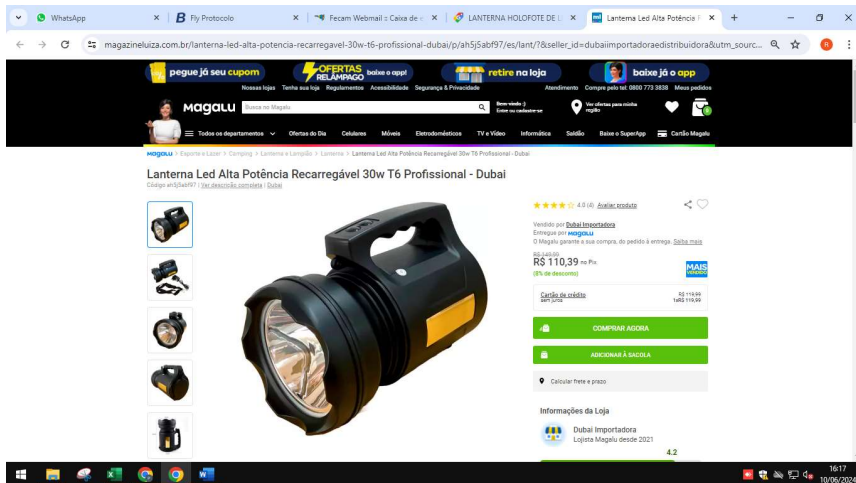 WhatsApp
Fly Protocolo
Fecam Webmail :: Caixa de e
LANTERNA HOLOFOTE DE L
Lanterna Led Alta Potência R
magazineluiza.com.br/lanterna-led-alta-potencia-recarregavel-30w-t6-profissional-dubai/p/ah5j5abf97/es/lant/?&seller_id=dubaiimportadoraedistribuidora&utm_sourc...
R
pegue já seu cupom
OFERTAS RELÂMPAGO baixe o app!
retire na loja
baixe já o app
Nossas lojas Tenha sua loja Regulamentos Acessibilidade Segurança & Privacidade Atendimento Compre pelo tel: 0800 773 3838 Meus pedidos
Magalu
Busca no Magalu
Bem-vindo :)
Entre ou cadastre-se
Ver ofertas para minha
região
0
Todos os departamentos Ofertas do Dia Celulares Móveis Eletrodomésticos TV e Vídeo Informática Saldão Baixe o SuperApp Cartão Magalu
Magalu > Esporte e Lazer > Camping > Lanterna e Lampião > Lanterna > Lanterna Led Alta Potência Recarregável 30w T6 Profissional - Dubai
Lanterna Led Alta Potência Recarregável 30w T6 Profissional - Dubai
Código ah5j5abf97 | Ver descrição completa | Dubai
4.0 (4) Avaliar produto
Vendido por Dubai Importadora
Entregue por Magalu
O Magalu garante a sua compra, do pedido à entrega. Saiba mais
R$ 149,99
R$ 110,39 no Pix
(8% de desconto)
MAIS
VENDIDO
Cartão de crédito R$ 119,99
sem juros 1xR$ 119,99
COMPRAR AGORA
ADICIONAR À SACOLA
Calcular frete e prazo
Informações da Loja
Dubai Importadora
Lojista Magalu desde 2021
4.2
16:17
10/06/2024